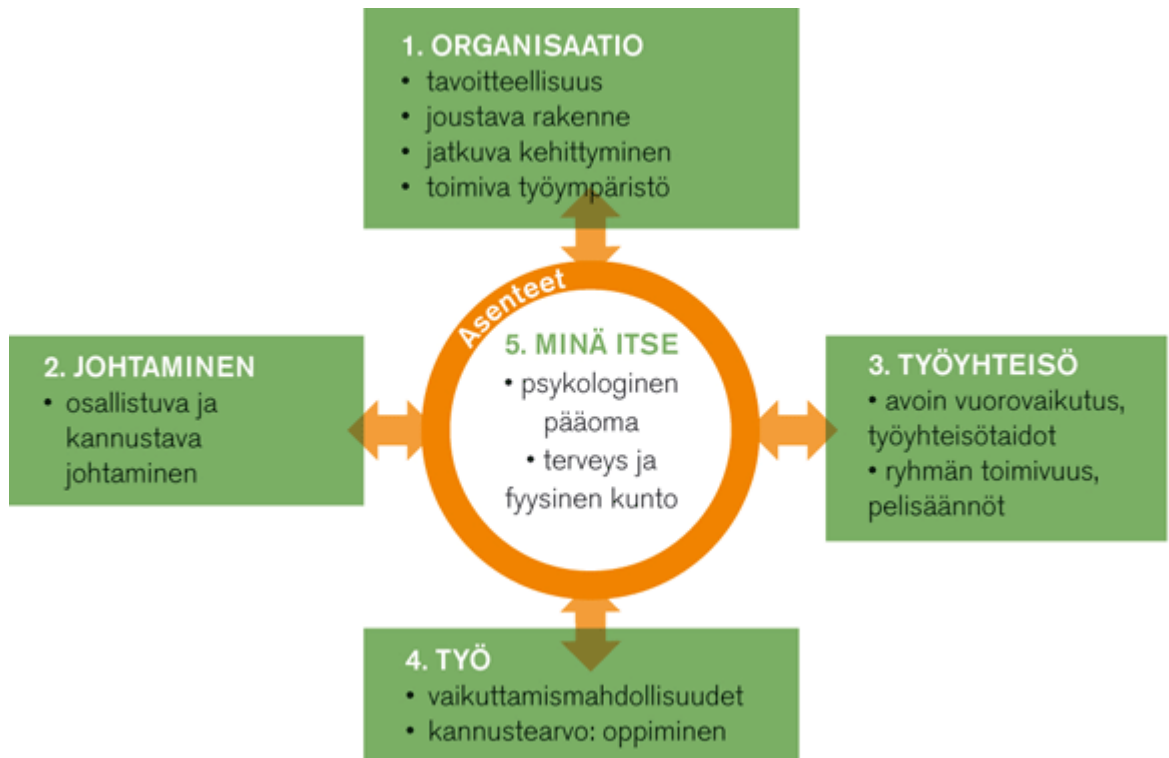 1. ORGANISAATIO
• tavoitteellisuus
• joustava rakenne
• jatkuva kehittyminen
• toimiva työympäristö
Asenteet
5. MINÄ ITSE
• psykologinen
pääoma
• terveys ja
fyysinen kunto
2. JOHTAMINEN
• osallistuva ja
kannustava
johtaminen
3. TYÖYHTEISÖ
• avoin vuorovaikutus,
työyhteisötaidot
• ryhmän toimivuus,
pelisäännöt
4. TYÖ
• vaikuttamismahdollisuudet
• kannustearvo: oppiminen